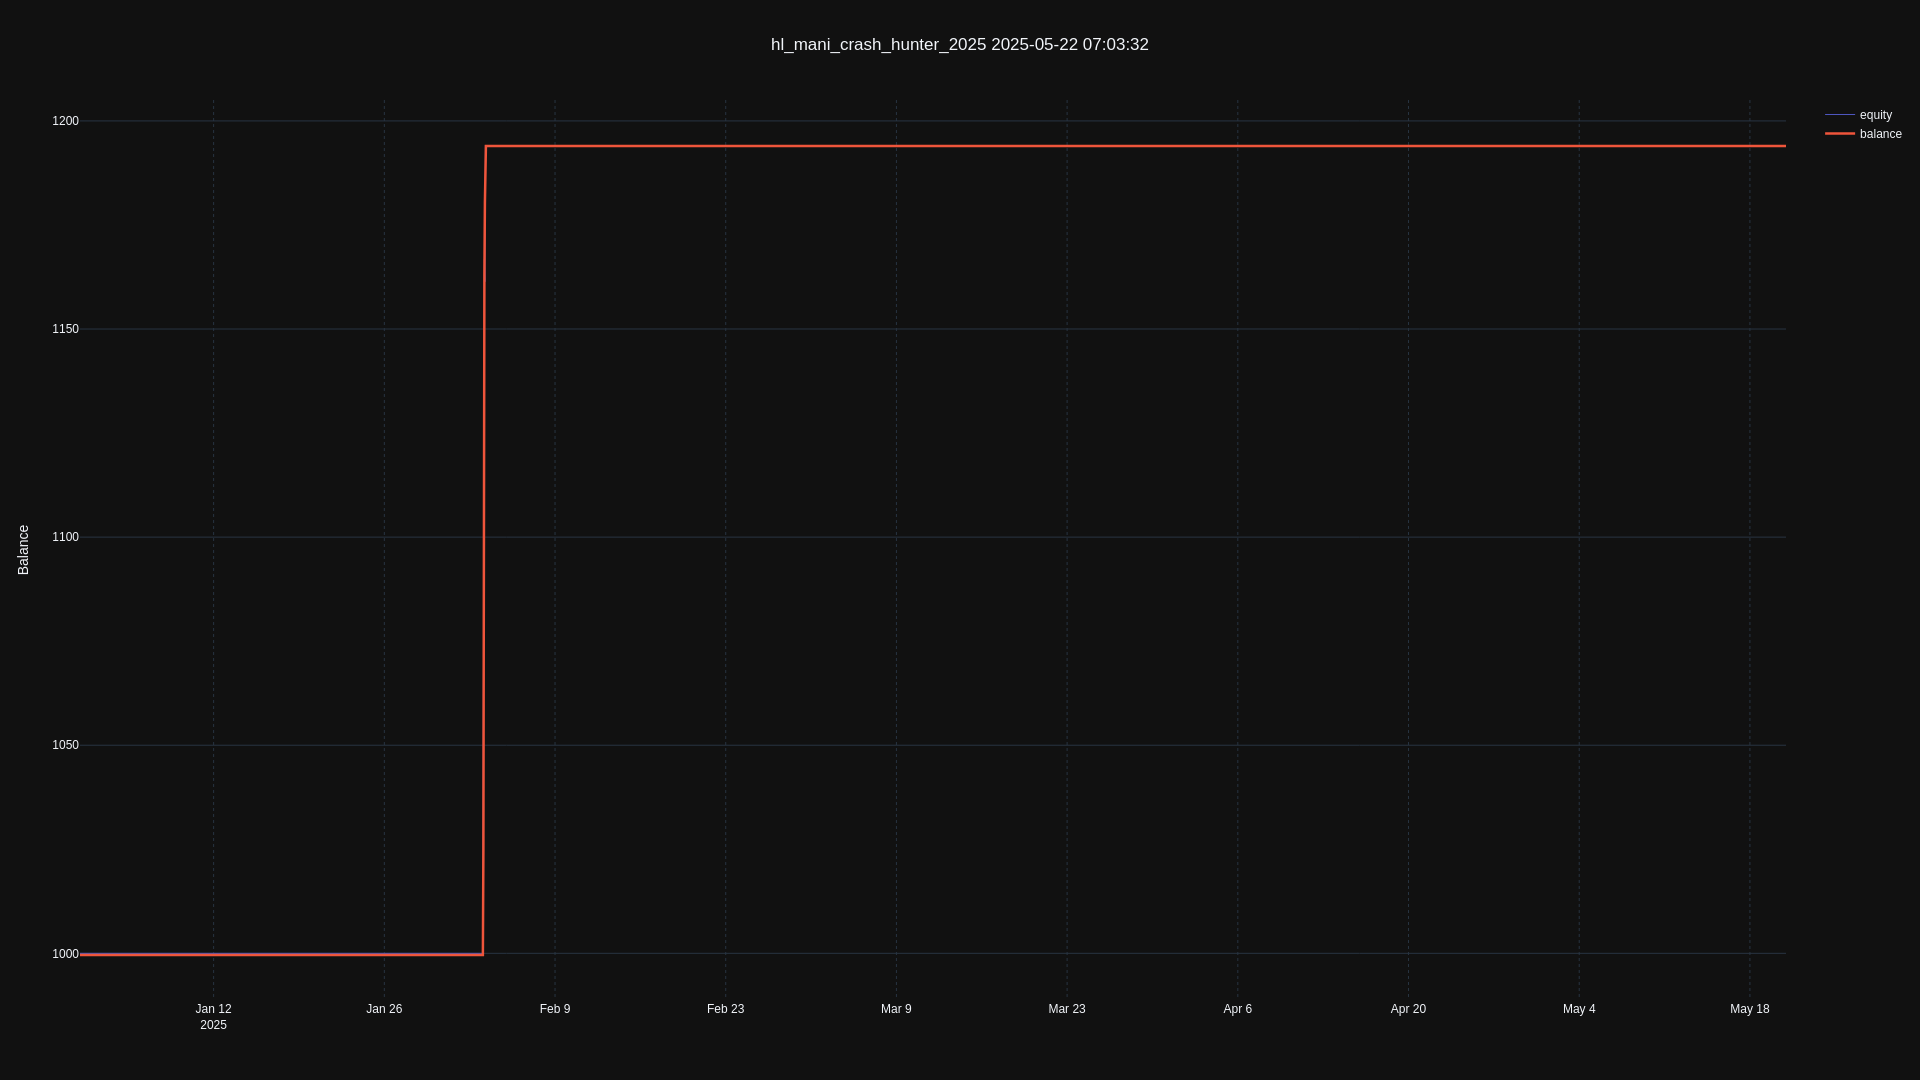 hl_mani_crash_hunter_2025 2025-05-22 07:03:32
equity
balance
1200
1150
1100
1050
1000
Balance
Jan 12
2025
Jan 26
Feb 9
Feb 23
Mar 9
Mar 23
Apr 6
Apr 20
May 4
May 18